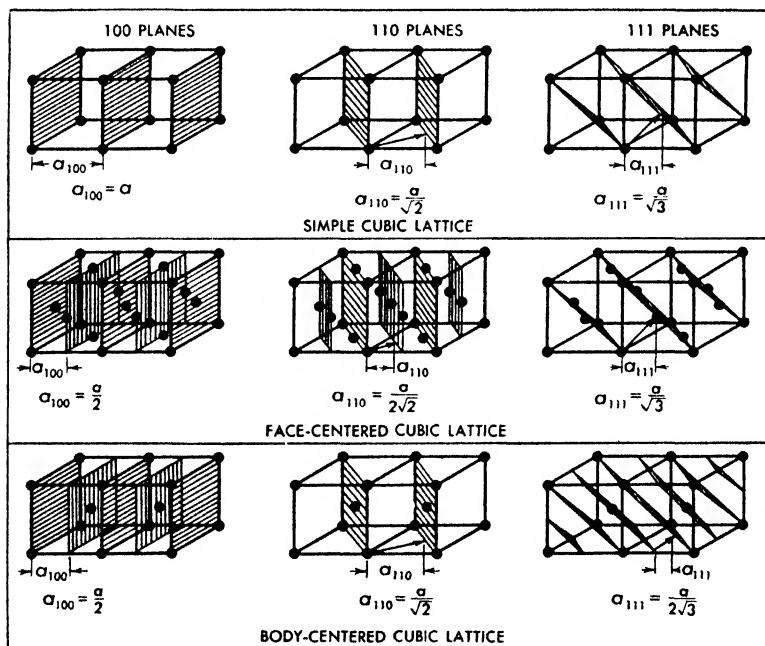 100 PLANES 110 PLANES 111 PLANES
a₁₀₀ a₁₁₀ a₁₁₁
a₁₀₀ = a a₁₁₀ = a/√2 a₁₁₁ = a/√3
SIMPLE CUBIC LATTICE
a₁₀₀ a₁₁₀ a₁₁₁
a₁₀₀ = a/2 a₁₁₀ = a/2√2 a₁₁₁ = a/√3
FACE-CENTERED CUBIC LATTICE
a₁₀₀ a₁₁₀ a₁₁₁
a₁₀₀ = a/2 a₁₁₀ = a/√2 a₁₁₁ = a/2√3
BODY-CENTERED CUBIC LATTICE